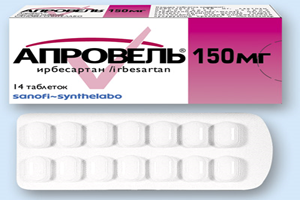 АПРОВЕЛЬ® 150мг
ирбесартан /irbesartan
14 таблеток
sanofi~synthelabo